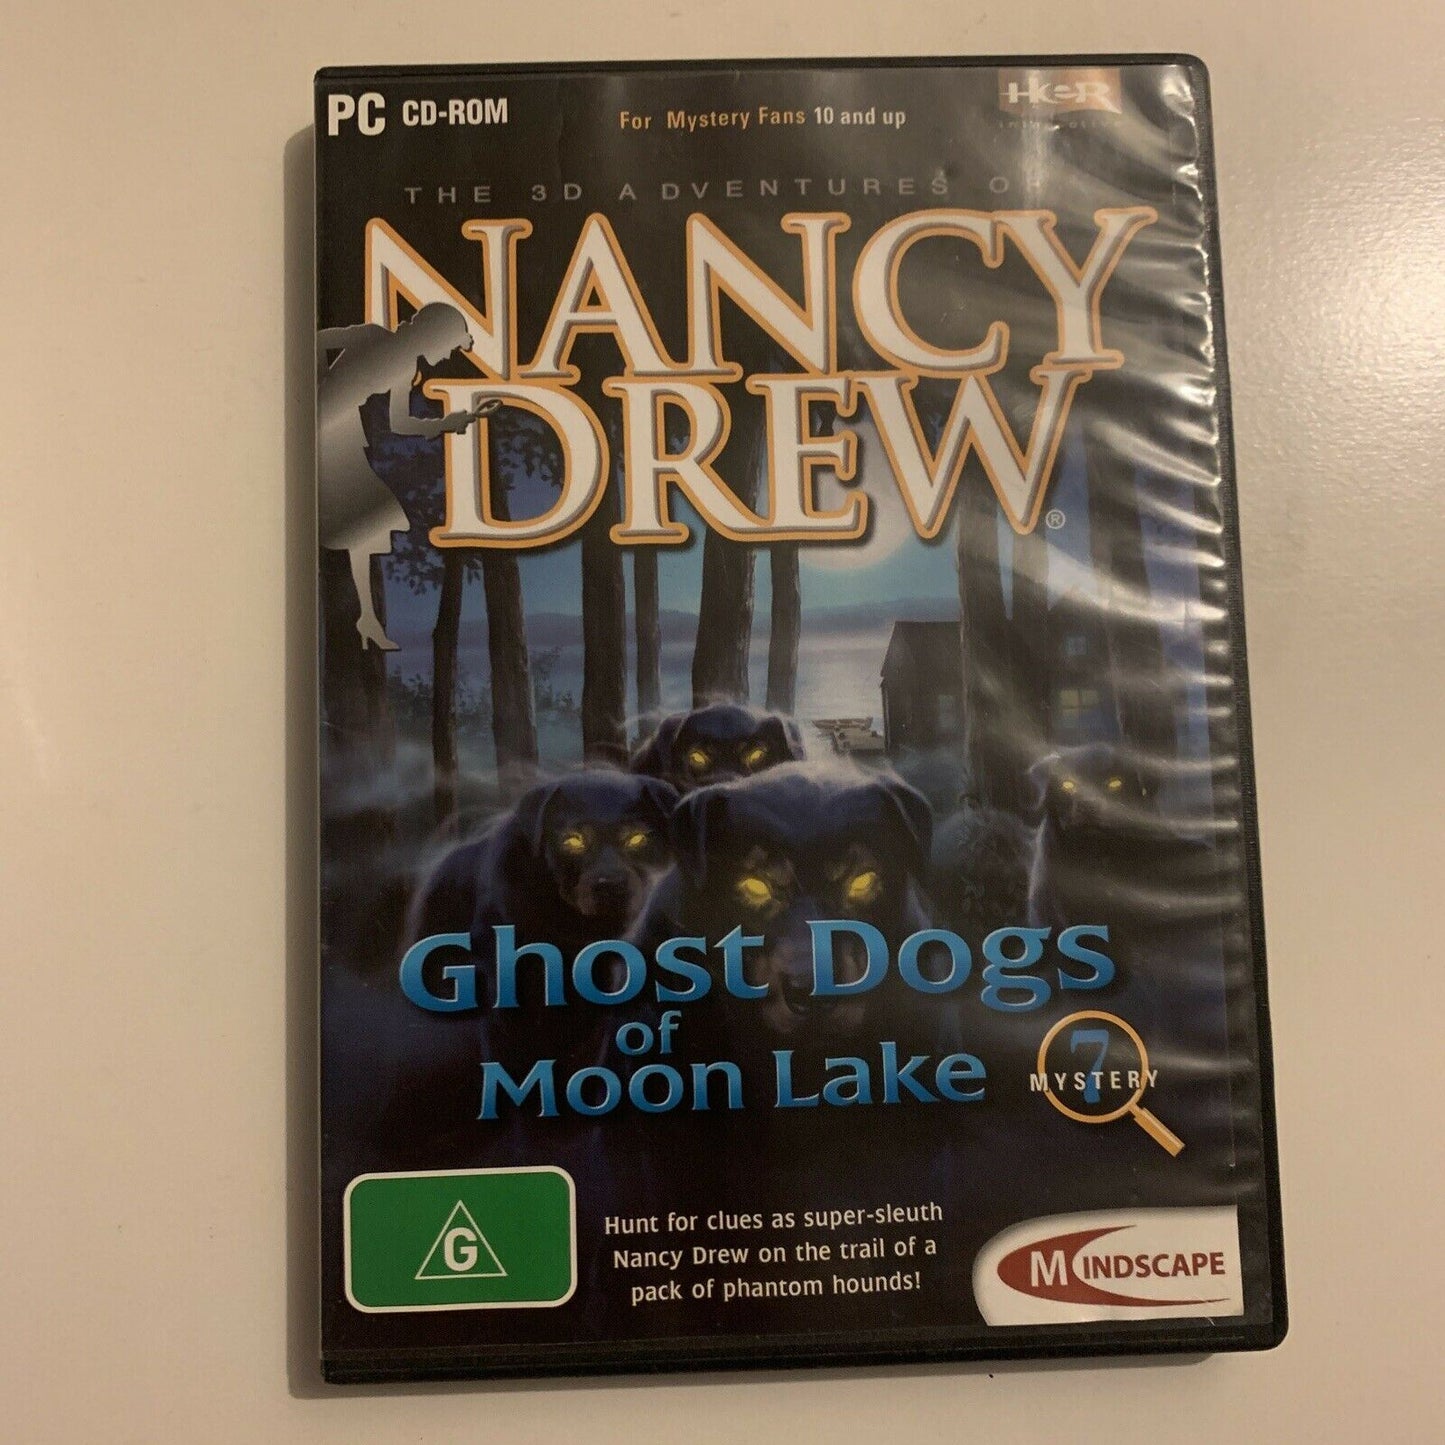 PC CD-ROM
For Mystery Fans 10 and up
HER
THE 3D ADVENTURES OF
NANCY
DREW®
Ghost Dogs
of
Moon Lake
7
MYSTERY
G
Hunt for clues as super-sleuth
Nancy Drew on the trail of a
pack of phantom hounds!
MINDSCAPE